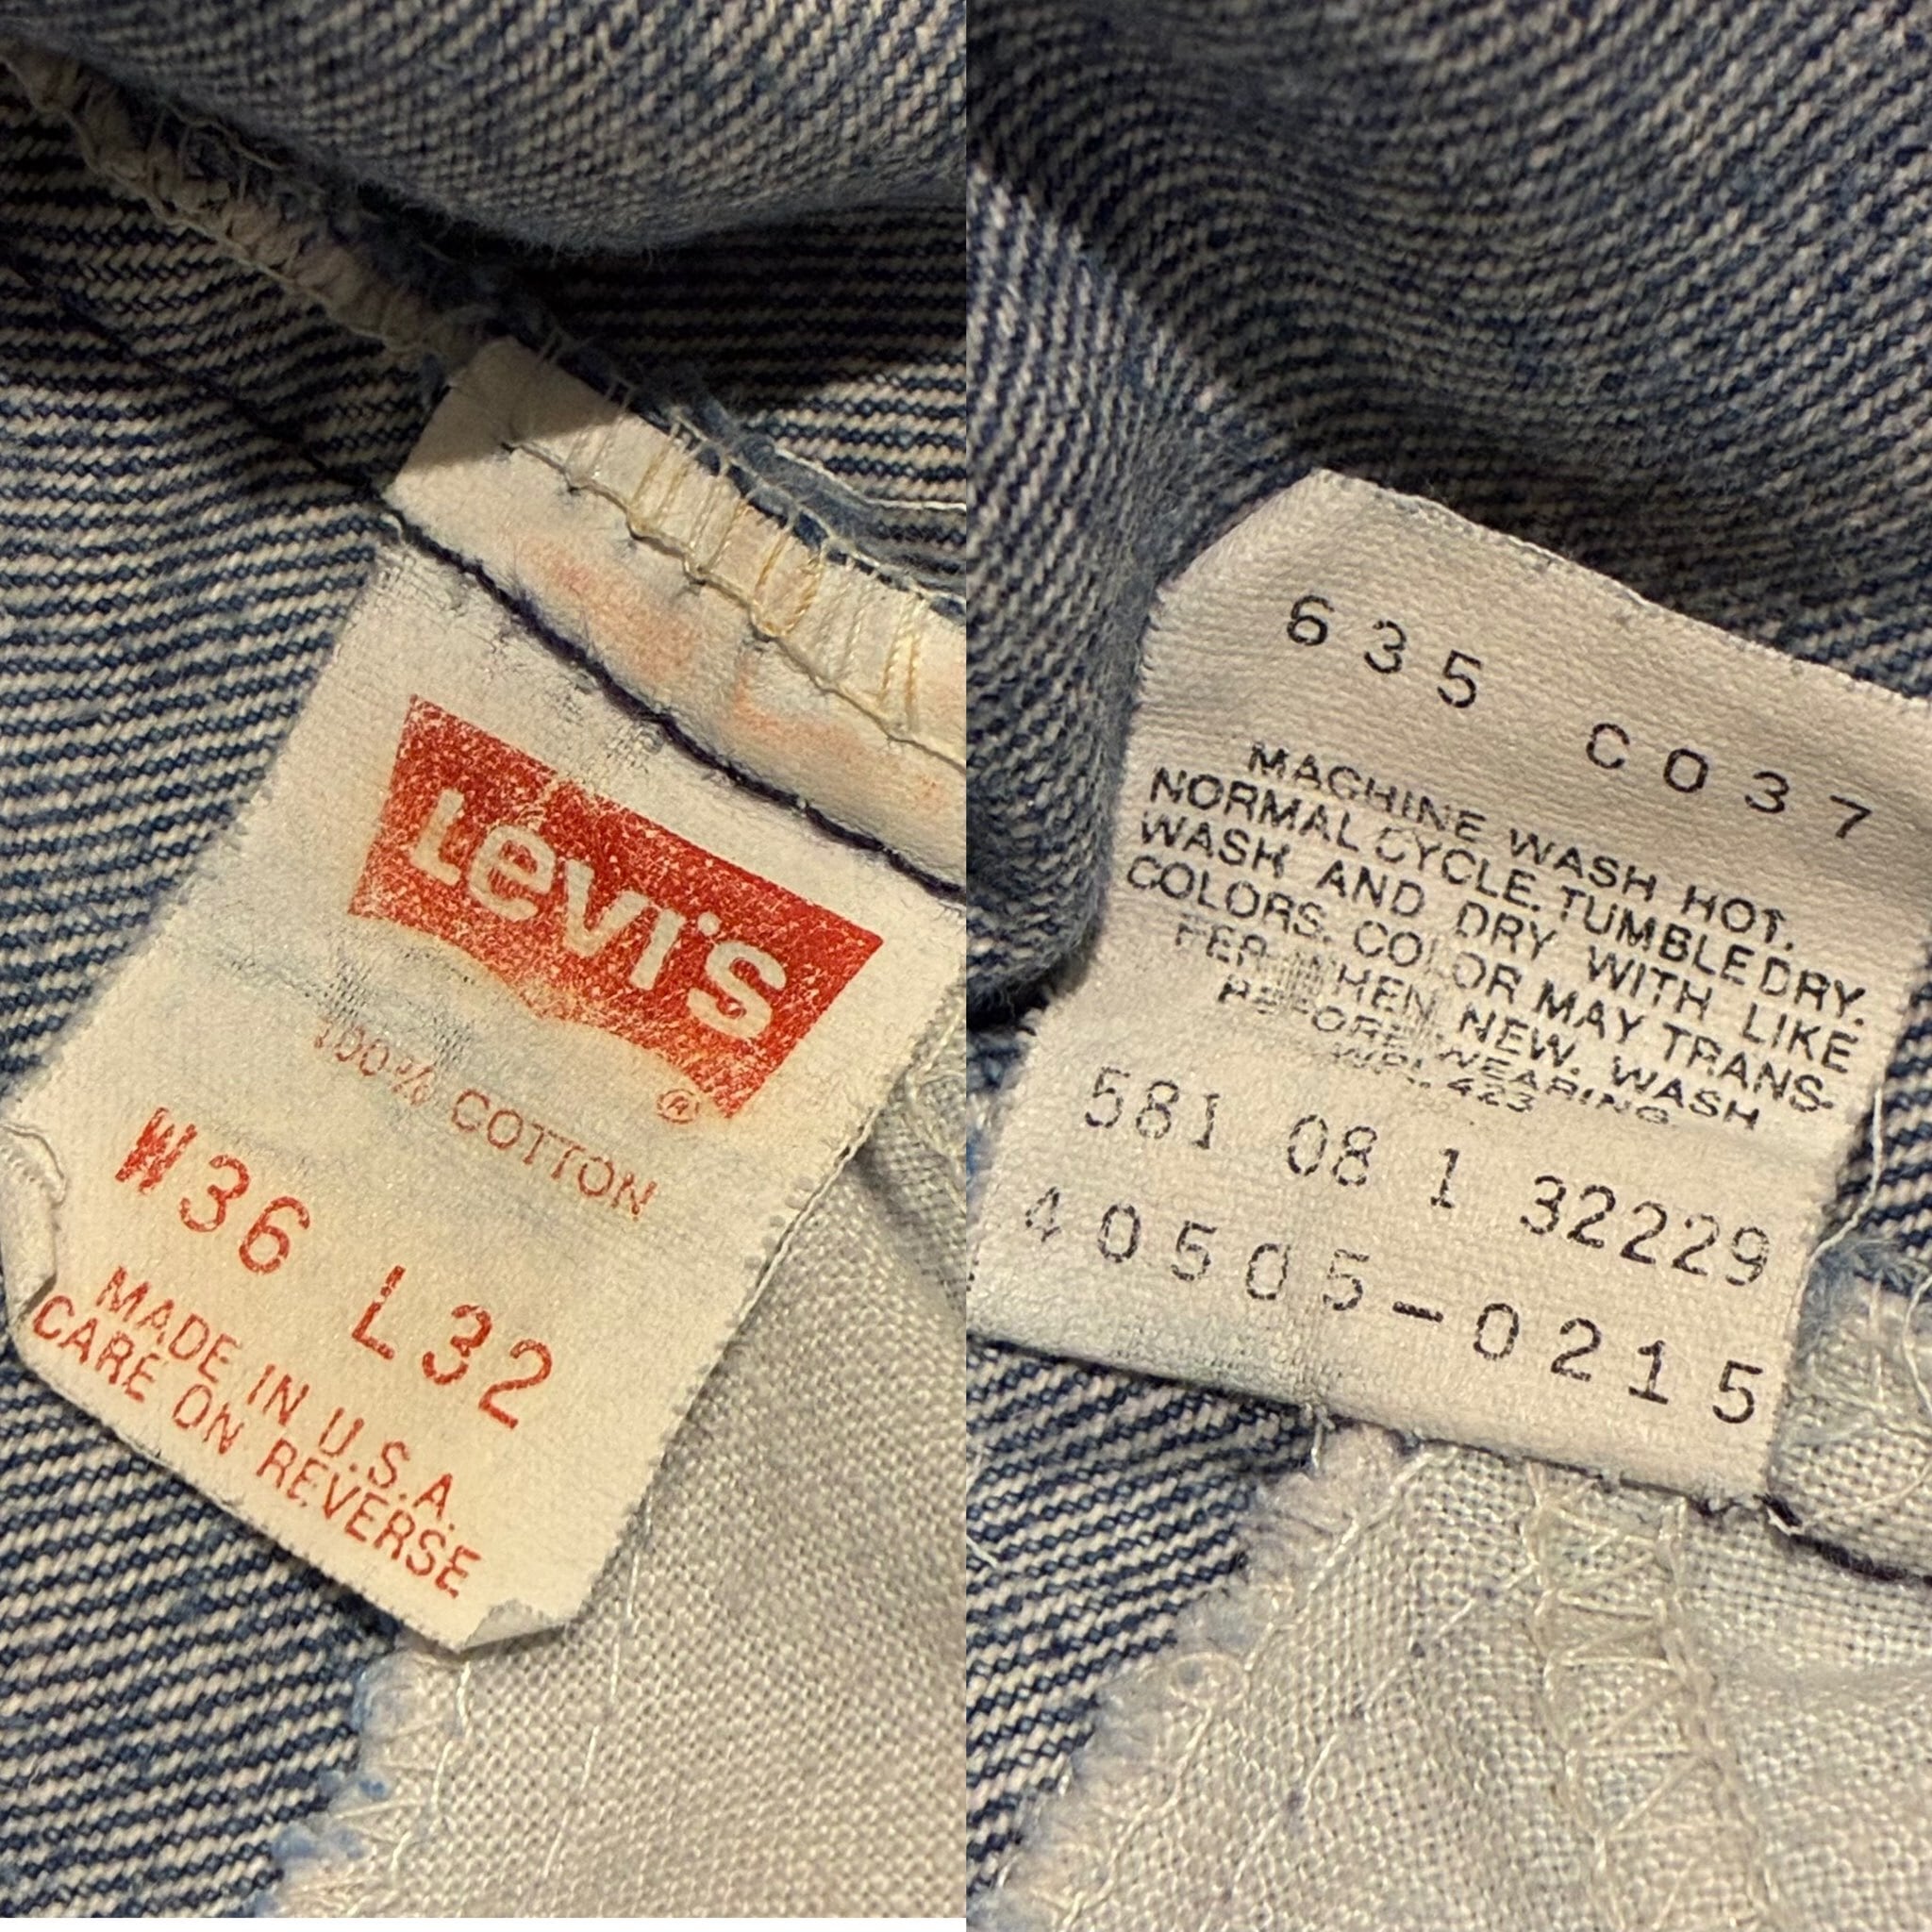 Levi's ®
100% COTTON
W36 L32
MADE IN U.S.A.
CARE ON REVERSE
635 C037
MACHINE WASH HOT.
NORMAL CYCLE. TUMBLE DRY.
WASH AND DRY WITH LIKE
COLORS. COLOR MAY TRANS-
FER WHEN NEW. WASH
BEFORE WEARING
WPL 423
581 08 1 32229
40505-0215